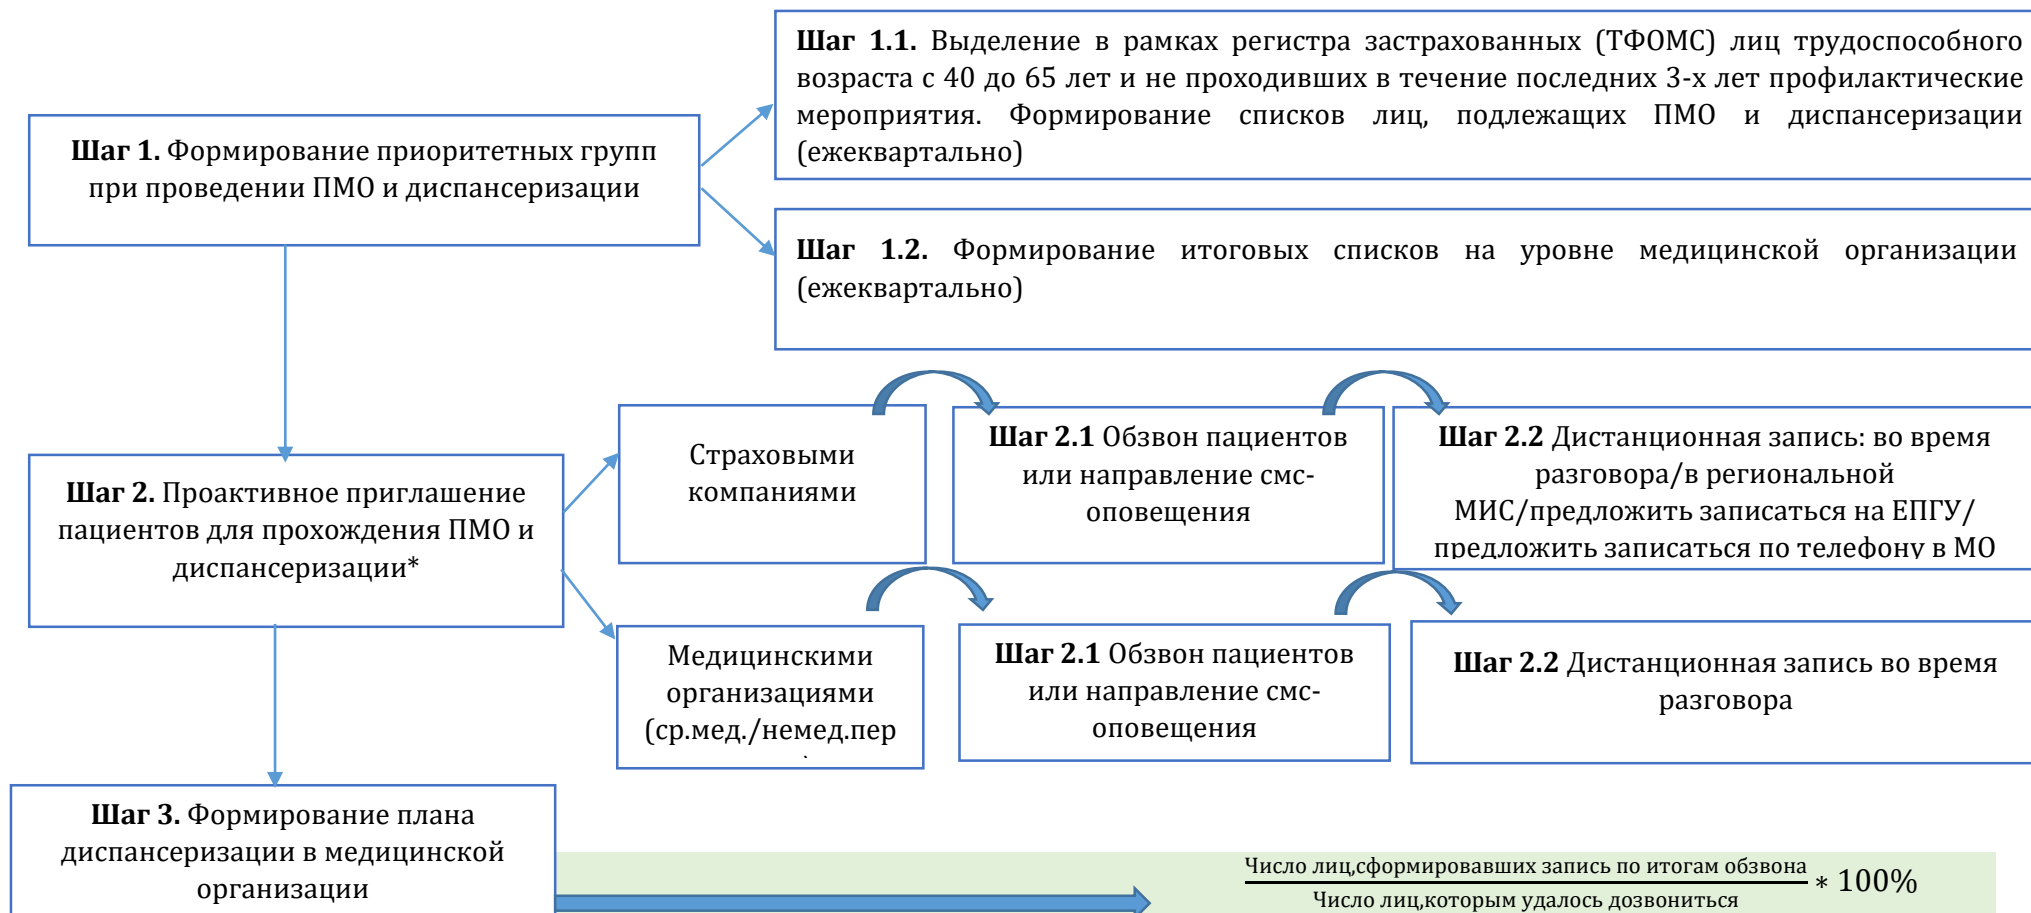 Шаг 1.1. Выделение в рамках регистра застрахованных (ТФОМС) лиц трудоспособного
возраста с 40 до 65 лет и не проходивших в течение последних 3-х лет профилактические
мероприятия. Формирование списков лиц, подлежащих ПМО и диспансеризации
(ежеквартально)
Шаг 1. Формирование приоритетных групп
при проведении ПМО и диспансеризации
Шаг 1.2. Формирование итоговых списков на уровне медицинской организации
(ежеквартально)
Шаг 2. Проактивное приглашение
пациентов для прохождения ПМО и
диспансеризации*
Страховыми
компаниями
Шаг 2.1 Обзвон пациентов
или направление смс-
оповещения
Шаг 2.2 Дистанционная запись: во время
разговора/в региональной
МИС/предложить записаться на ЕПГУ/
предложить записаться по телефону в МО
Медицинскими
организациями
(ср.мед./немед.пер
Шаг 2.1 Обзвон пациентов
или направление смс-
оповещения
Шаг 2.2 Дистанционная запись во время
разговора
Шаг 3. Формирование плана
диспансеризации в медицинской
организации
Число лиц,сформировавших запись по итогам обзвона
Число лиц,которым удалось дозвониться
* 100%